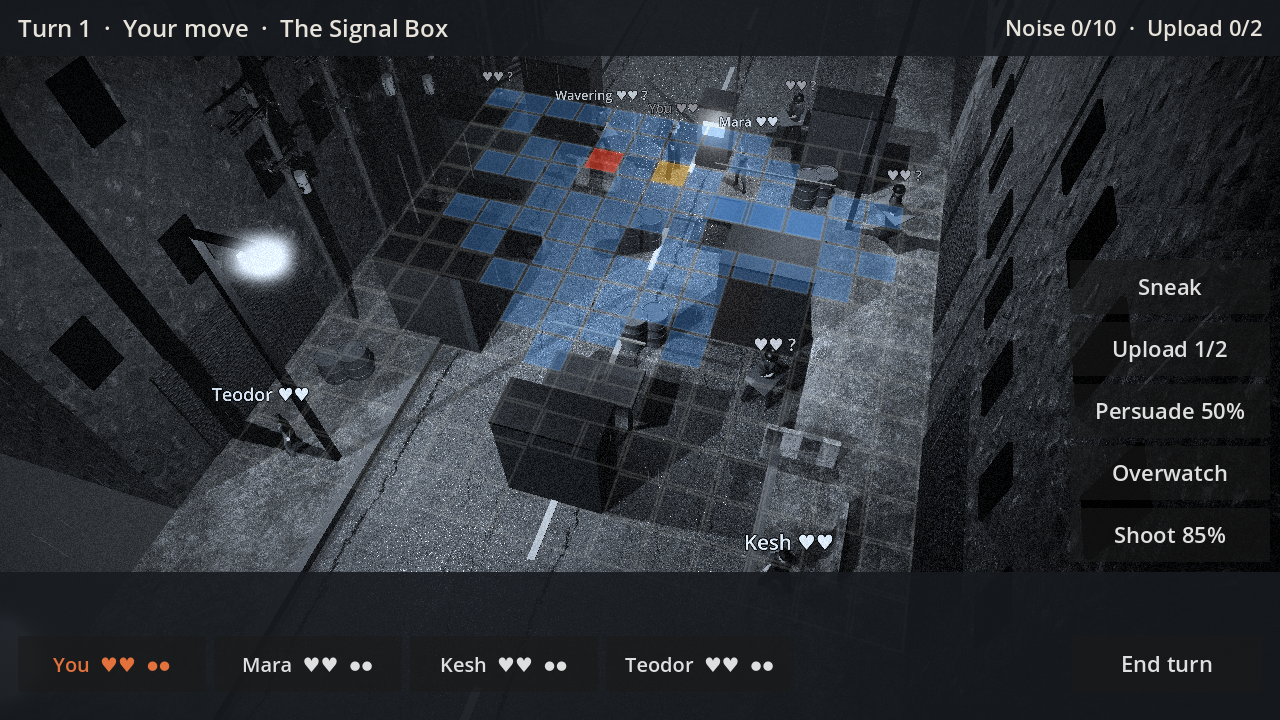 Turn 1 · Your move · The Signal Box
Noise 0/10 · Upload 0/2
♥♥ ?
Wavering ♥♥ ?
You ♥♥
♥♥ ?
Mara ♥♥
♥♥ ?
Sneak
♥♥ ?
Upload 1/2
Teodor ♥♥
Persuade 50%
Overwatch
Shoot 85%
Kesh ♥♥
You ♥♥ ●●
Mara ♥♥ ●●
Kesh ♥♥ ●●
Teodor ♥♥ ●●
End turn